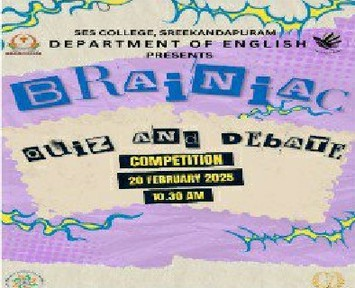 SES COLLEGE, SREEKANDAPURAM
DEPARTMENT OF ENGLISH
PRESENTS
BRAiNiAC
QUIZ AND DEBATE
COMPETITION
20 FEBRUARY 2025
10.30 AM